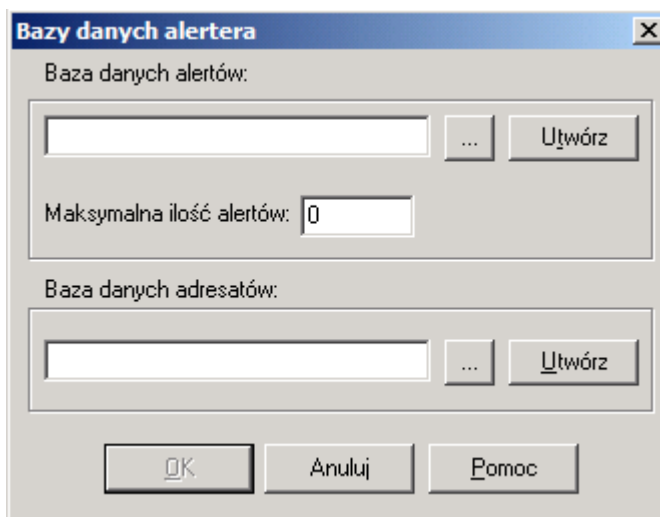 Bazy danych alertera
Baza danych alertów:
... Utwórz
Maksymalna ilość alertów: 0
Baza danych adresatów:
... Utwórz
OK Anuluj Pomoc